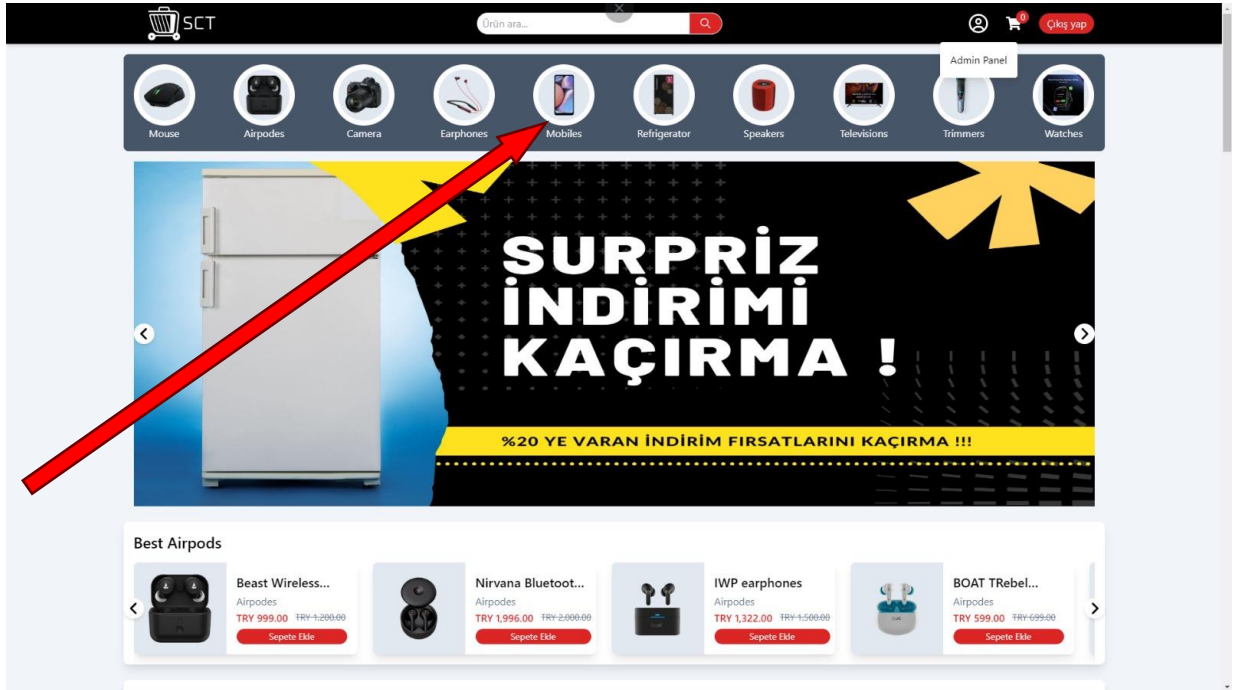 SCT
Ürün ara...
0
Çıkış yap
Admin Panel
Mouse Airpodes Camera Earphones Mobiles Refrigerator Speakers Televisions Trimmers Watches
SURPRİZ
İNDİRİMİ
KAÇIRMA !
%20 YE VARAN İNDİRİM FIRSATLARINI KAÇIRMA !!!
Best Airpods
Beast Wireless...
Airpodes
TRY 999.00 TRY 1,200.00
Sepete Ekle
Nirvana Bluetoot...
Airpodes
TRY 1,996.00 TRY 2,000.00
Sepete Ekle
IWP earphones
Airpodes
TRY 1,322.00 TRY 1,500.00
Sepete Ekle
BOAT TRebel...
Airpodes
TRY 599.00 TRY 699.00
Sepete Ekle